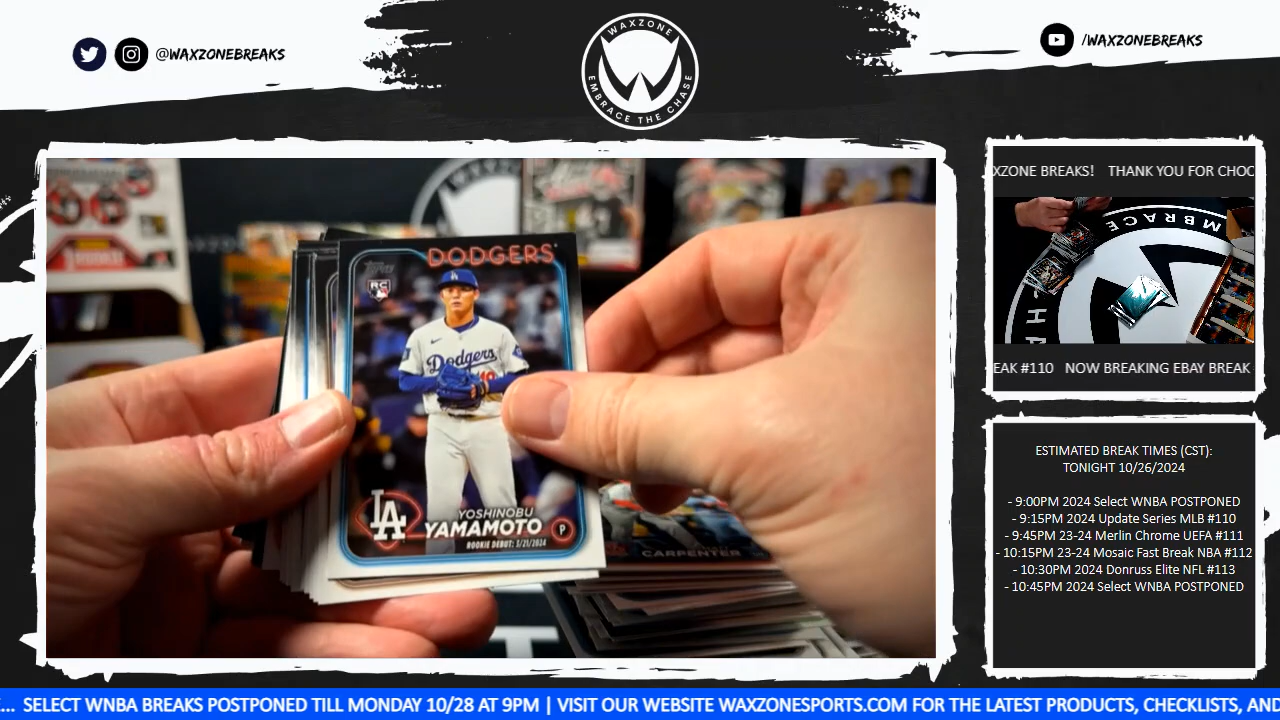 @WAXZONEBREAKS
WAXZONE
EMBRACE THE CHASE
/WAXZONEBREAKS
DODGERS
Topps
RC
Dodgers
LA
YOSHINOBU
YAMAMOTO
P
ROOKIE DEBUT: 3/21/2024
CARPENTER
XZONE BREAKS! THANK YOU FOR CHOO
MBRACE
HA
EAK #110 NOW BREAKING EBAY BREAK
ESTIMATED BREAK TIMES (CST):
TONIGHT 10/26/2024
- 9:00PM 2024 Select WNBA POSTPONED
- 9:15PM 2024 Update Series MLB #110
- 9:45PM 23-24 Merlin Chrome UEFA #111
- 10:15PM 23-24 Mosaic Fast Break NBA #112
- 10:30PM 2024 Donruss Elite NFL #113
- 10:45PM 2024 Select WNBA POSTPONED
... SELECT WNBA BREAKS POSTPONED TILL MONDAY 10/28 AT 9PM | VISIT OUR WEBSITE WAXZONESPORTS.COM FOR THE LATEST PRODUCTS, CHECKLISTS, AND